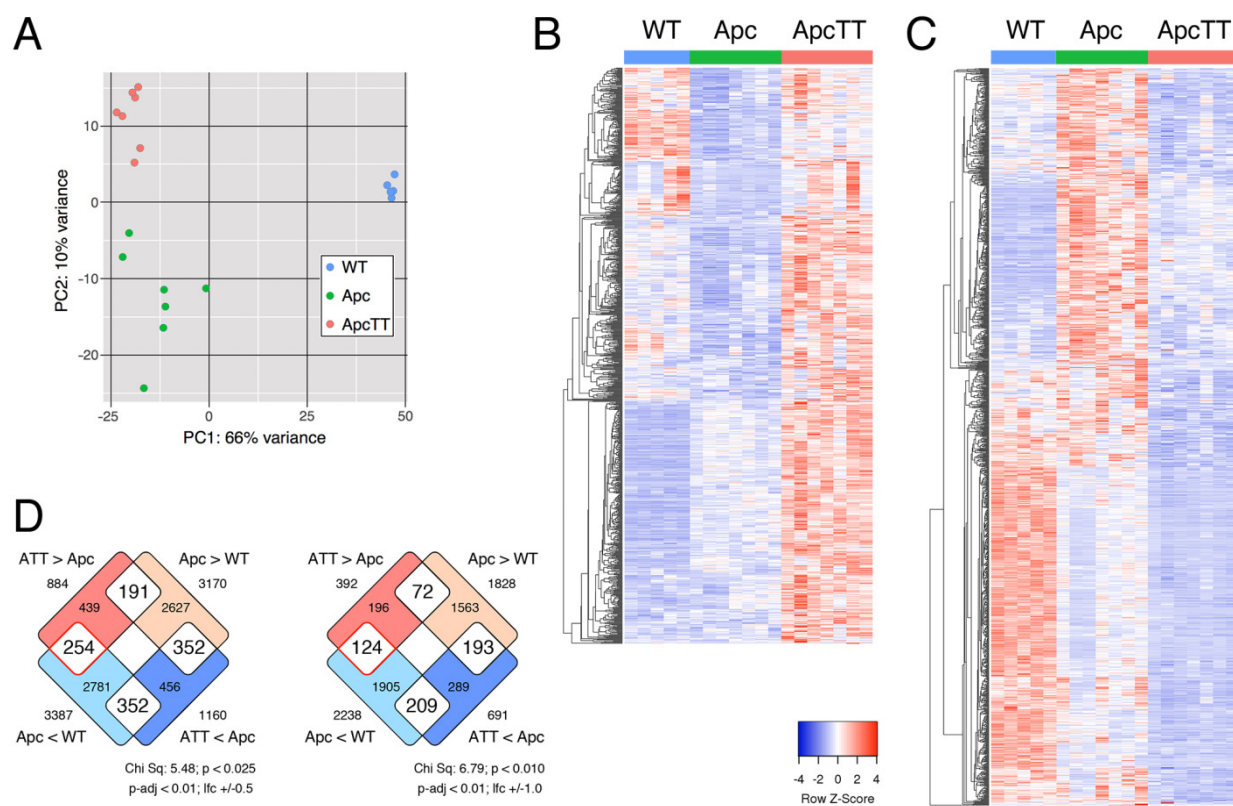 A
10
0
-10
-20
PC2: 10% variance
-25
0
25
50
PC1: 66% variance
WT
Apc
ApcTT
B
WT
Apc
ApcTT
C
WT
Apc
ApcTT
D
ATT > Apc
Apc > WT
884
3170
191
439
2627
254
352
2781
456
352
3387
1160
Apc < WT
ATT < Apc
Chi Sq: 5.48; p < 0.025
p-adj < 0.01; lfc +/-0.5
ATT > Apc
Apc > WT
392
1828
72
196
1563
124
193
1905
289
209
2238
691
Apc < WT
ATT < Apc
Chi Sq: 6.79; p < 0.010
p-adj < 0.01; lfc +/-1.0
-4 -2 0 2 4
Row Z-Score